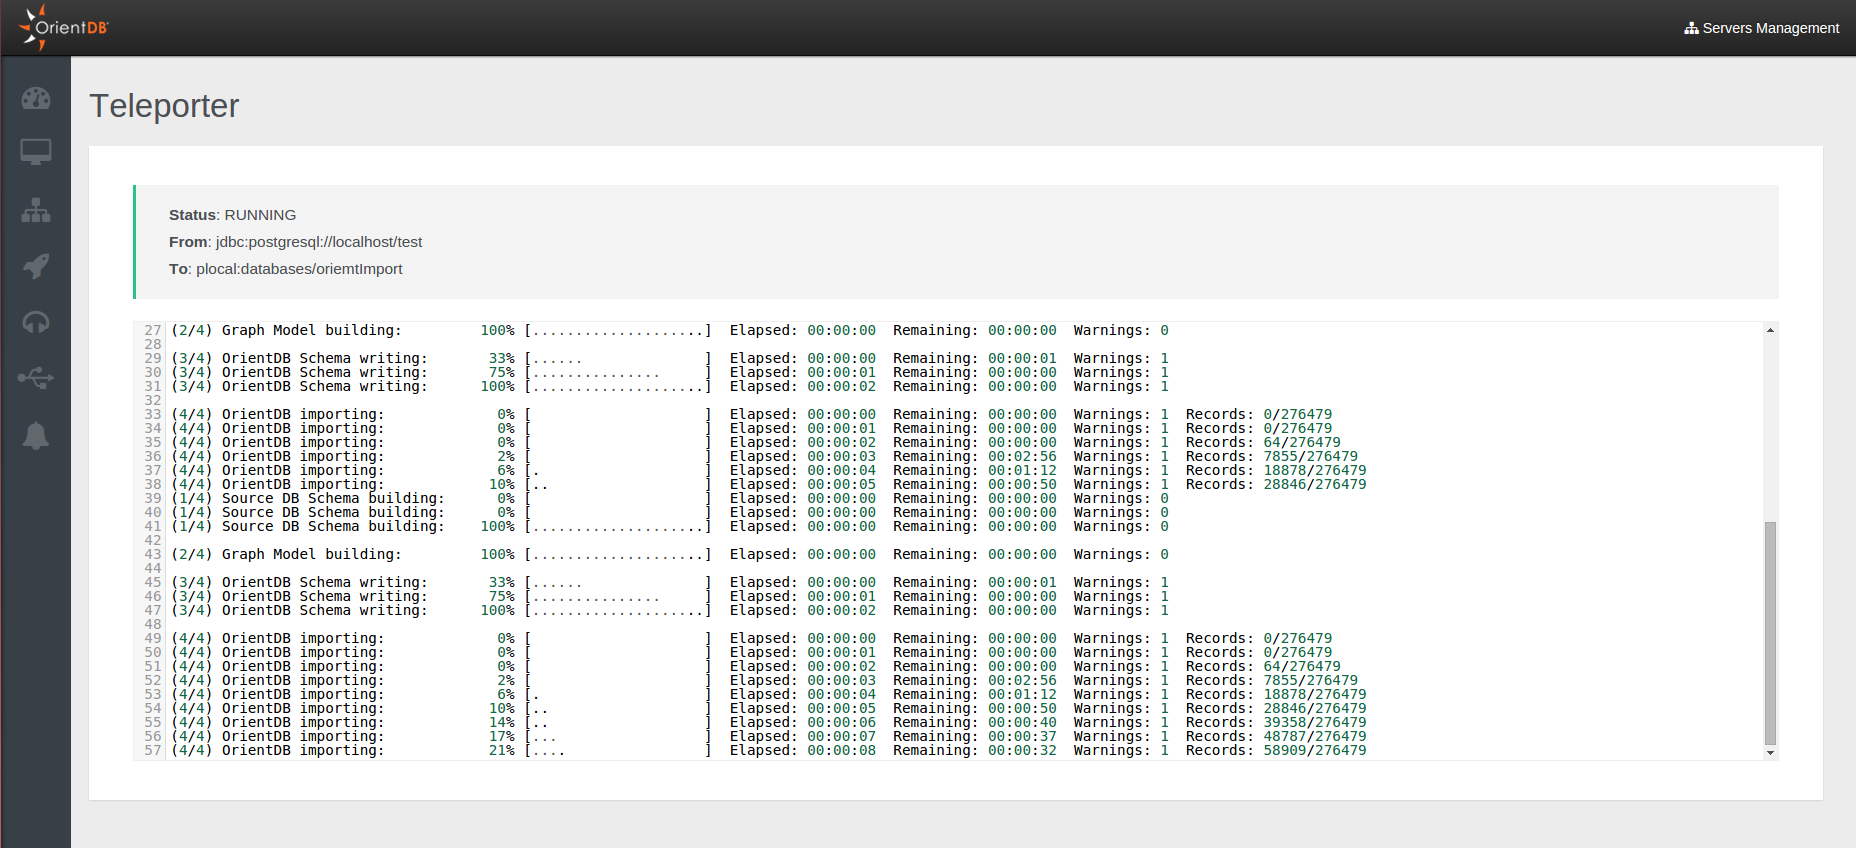 OrientDB
Servers Management
Teleporter
Status: RUNNING
From: jdbc:postgresql://localhost/test
To: plocal:databases/oriemtImport
27 (2/4) Graph Model building: 100% [....................] Elapsed: 00:00:00 Remaining: 00:00:00 Warnings: 0
28
29 (3/4) OrientDB Schema writing: 33% [...... ] Elapsed: 00:00:00 Remaining: 00:00:01 Warnings: 1
30 (3/4) OrientDB Schema writing: 75% [............... ] Elapsed: 00:00:01 Remaining: 00:00:00 Warnings: 1
31 (3/4) OrientDB Schema writing: 100% [....................] Elapsed: 00:00:02 Remaining: 00:00:00 Warnings: 1
32
33 (4/4) OrientDB importing: 0% [ ] Elapsed: 00:00:00 Remaining: 00:00:00 Warnings: 1 Records: 0/276479
34 (4/4) OrientDB importing: 0% [ ] Elapsed: 00:00:01 Remaining: 00:00:00 Warnings: 1 Records: 0/276479
35 (4/4) OrientDB importing: 0% [ ] Elapsed: 00:00:02 Remaining: 00:00:00 Warnings: 1 Records: 64/276479
36 (4/4) OrientDB importing: 2% [ ] Elapsed: 00:00:03 Remaining: 00:02:56 Warnings: 1 Records: 7855/276479
37 (4/4) OrientDB importing: 6% [. ] Elapsed: 00:00:04 Remaining: 00:01:12 Warnings: 1 Records: 18878/276479
38 (4/4) OrientDB importing: 10% [.. ] Elapsed: 00:00:05 Remaining: 00:00:50 Warnings: 1 Records: 28846/276479
39 (1/4) Source DB Schema building: 0% [ ] Elapsed: 00:00:00 Remaining: 00:00:00 Warnings: 0
40 (1/4) Source DB Schema building: 0% [ ] Elapsed: 00:00:00 Remaining: 00:00:00 Warnings: 0
41 (1/4) Source DB Schema building: 100% [....................] Elapsed: 00:00:00 Remaining: 00:00:00 Warnings: 0
42
43 (2/4) Graph Model building: 100% [....................] Elapsed: 00:00:00 Remaining: 00:00:00 Warnings: 0
44
45 (3/4) OrientDB Schema writing: 33% [...... ] Elapsed: 00:00:00 Remaining: 00:00:01 Warnings: 1
46 (3/4) OrientDB Schema writing: 75% [............... ] Elapsed: 00:00:01 Remaining: 00:00:00 Warnings: 1
47 (3/4) OrientDB Schema writing: 100% [....................] Elapsed: 00:00:02 Remaining: 00:00:00 Warnings: 1
48
49 (4/4) OrientDB importing: 0% [ ] Elapsed: 00:00:00 Remaining: 00:00:00 Warnings: 1 Records: 0/276479
50 (4/4) OrientDB importing: 0% [ ] Elapsed: 00:00:01 Remaining: 00:00:00 Warnings: 1 Records: 0/276479
51 (4/4) OrientDB importing: 0% [ ] Elapsed: 00:00:02 Remaining: 00:00:00 Warnings: 1 Records: 64/276479
52 (4/4) OrientDB importing: 2% [ ] Elapsed: 00:00:03 Remaining: 00:02:56 Warnings: 1 Records: 7855/276479
53 (4/4) OrientDB importing: 6% [. ] Elapsed: 00:00:04 Remaining: 00:01:12 Warnings: 1 Records: 18878/276479
54 (4/4) OrientDB importing: 10% [.. ] Elapsed: 00:00:05 Remaining: 00:00:50 Warnings: 1 Records: 28846/276479
55 (4/4) OrientDB importing: 14% [.. ] Elapsed: 00:00:06 Remaining: 00:00:40 Warnings: 1 Records: 39358/276479
56 (4/4) OrientDB importing: 17% [... ] Elapsed: 00:00:07 Remaining: 00:00:37 Warnings: 1 Records: 48787/276479
57 (4/4) OrientDB importing: 21% [.... ] Elapsed: 00:00:08 Remaining: 00:00:32 Warnings: 1 Records: 58909/276479